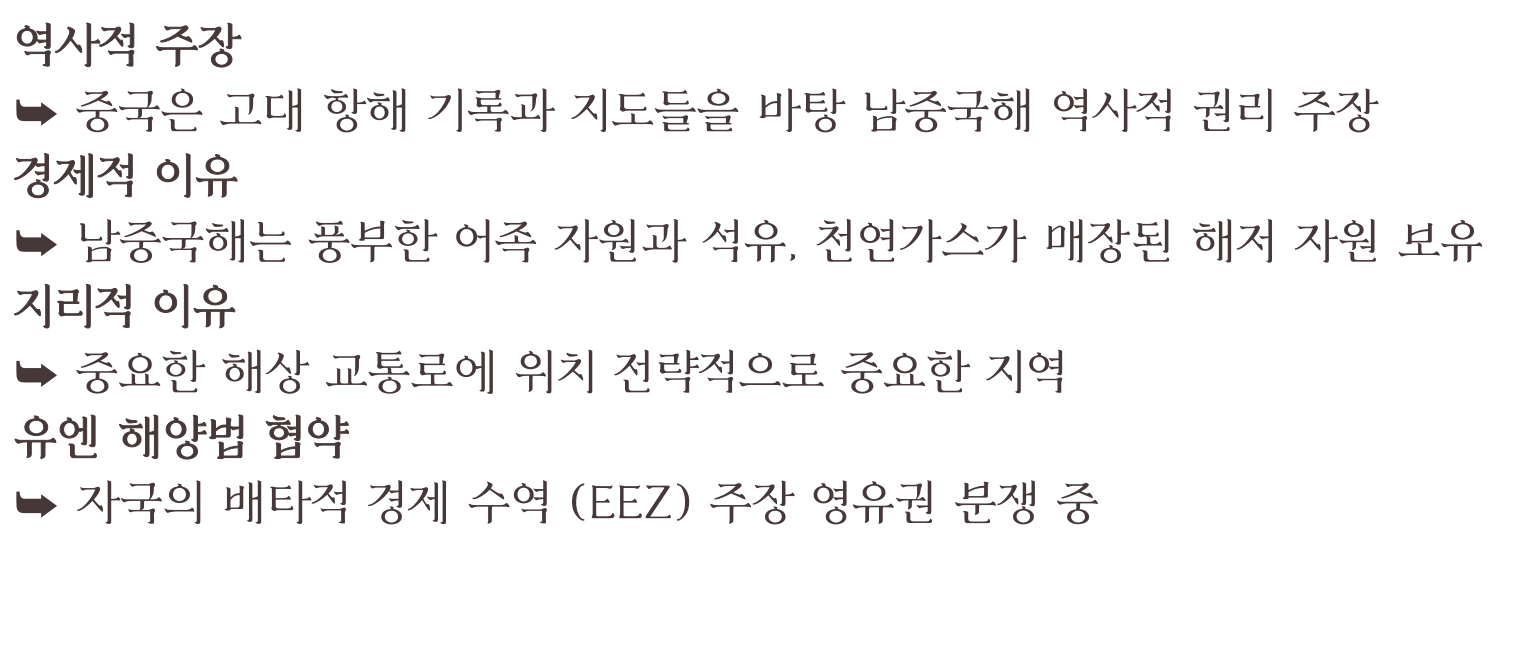 역사적 주장
➥ 중국은 고대 항해 기록과 지도들을 바탕 남중국해 역사적 권리 주장
경제적 이유
➥ 남중국해는 풍부한 어족 자원과 석유, 천연가스가 매장된 해저 자원 보유
지리적 이유
➥ 중요한 해상 교통로에 위치 전략적으로 중요한 지역
유엔 해양법 협약
➥ 자국의 배타적 경제 수역 (EEZ) 주장 영유권 분쟁 중